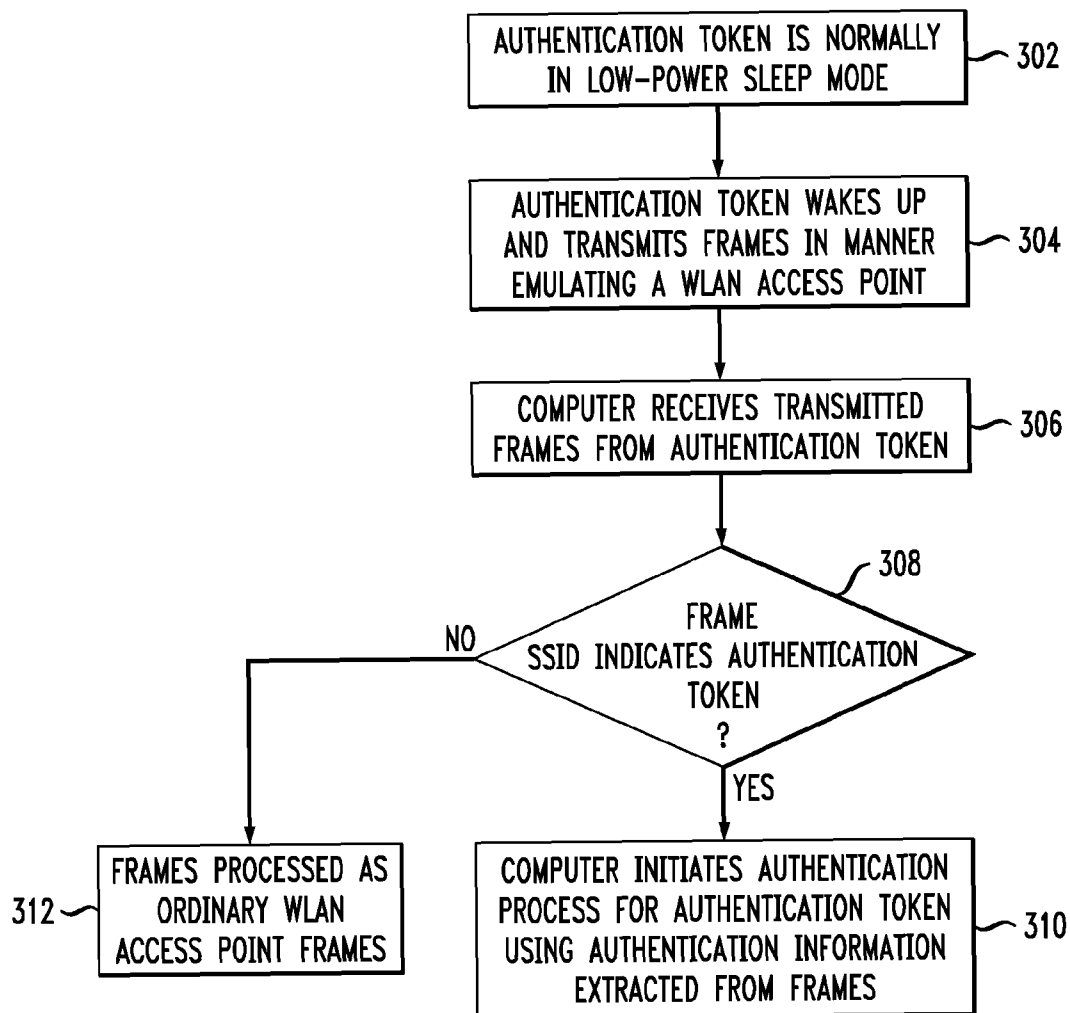 AUTHENTICATION TOKEN IS NORMALLY
IN LOW-POWER SLEEP MODE
302
AUTHENTICATION TOKEN WAKES UP
AND TRANSMITS FRAMES IN MANNER
EMULATING A WLAN ACCESS POINT
304
COMPUTER RECEIVES TRANSMITTED
FRAMES FROM AUTHENTICATION TOKEN
306
308
FRAME
SSID INDICATES AUTHENTICATION
TOKEN
?
NO
YES
FRAMES PROCESSED AS
ORDINARY WLAN
ACCESS POINT FRAMES
312
COMPUTER INITIATES AUTHENTICATION
PROCESS FOR AUTHENTICATION TOKEN
USING AUTHENTICATION INFORMATION
EXTRACTED FROM FRAMES
310